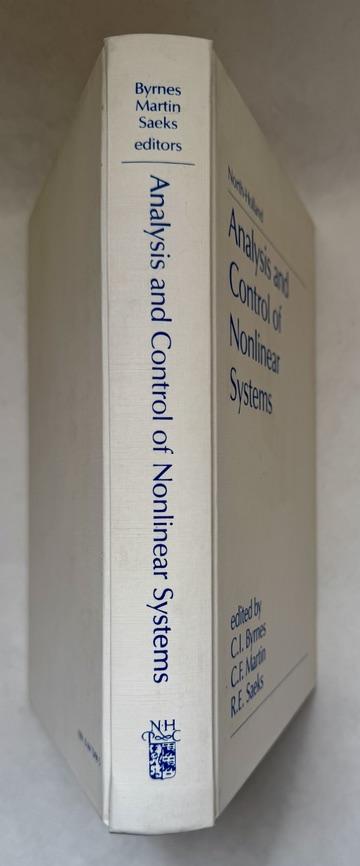 Byrnes
Martin
Saeks
editors
Analysis and Control of Nonlinear Systems
North-Holland
Analysis and
Control of
Nonlinear
Systems
edited by
C.I. Byrnes
C.F. Martin
R.E. Saeks